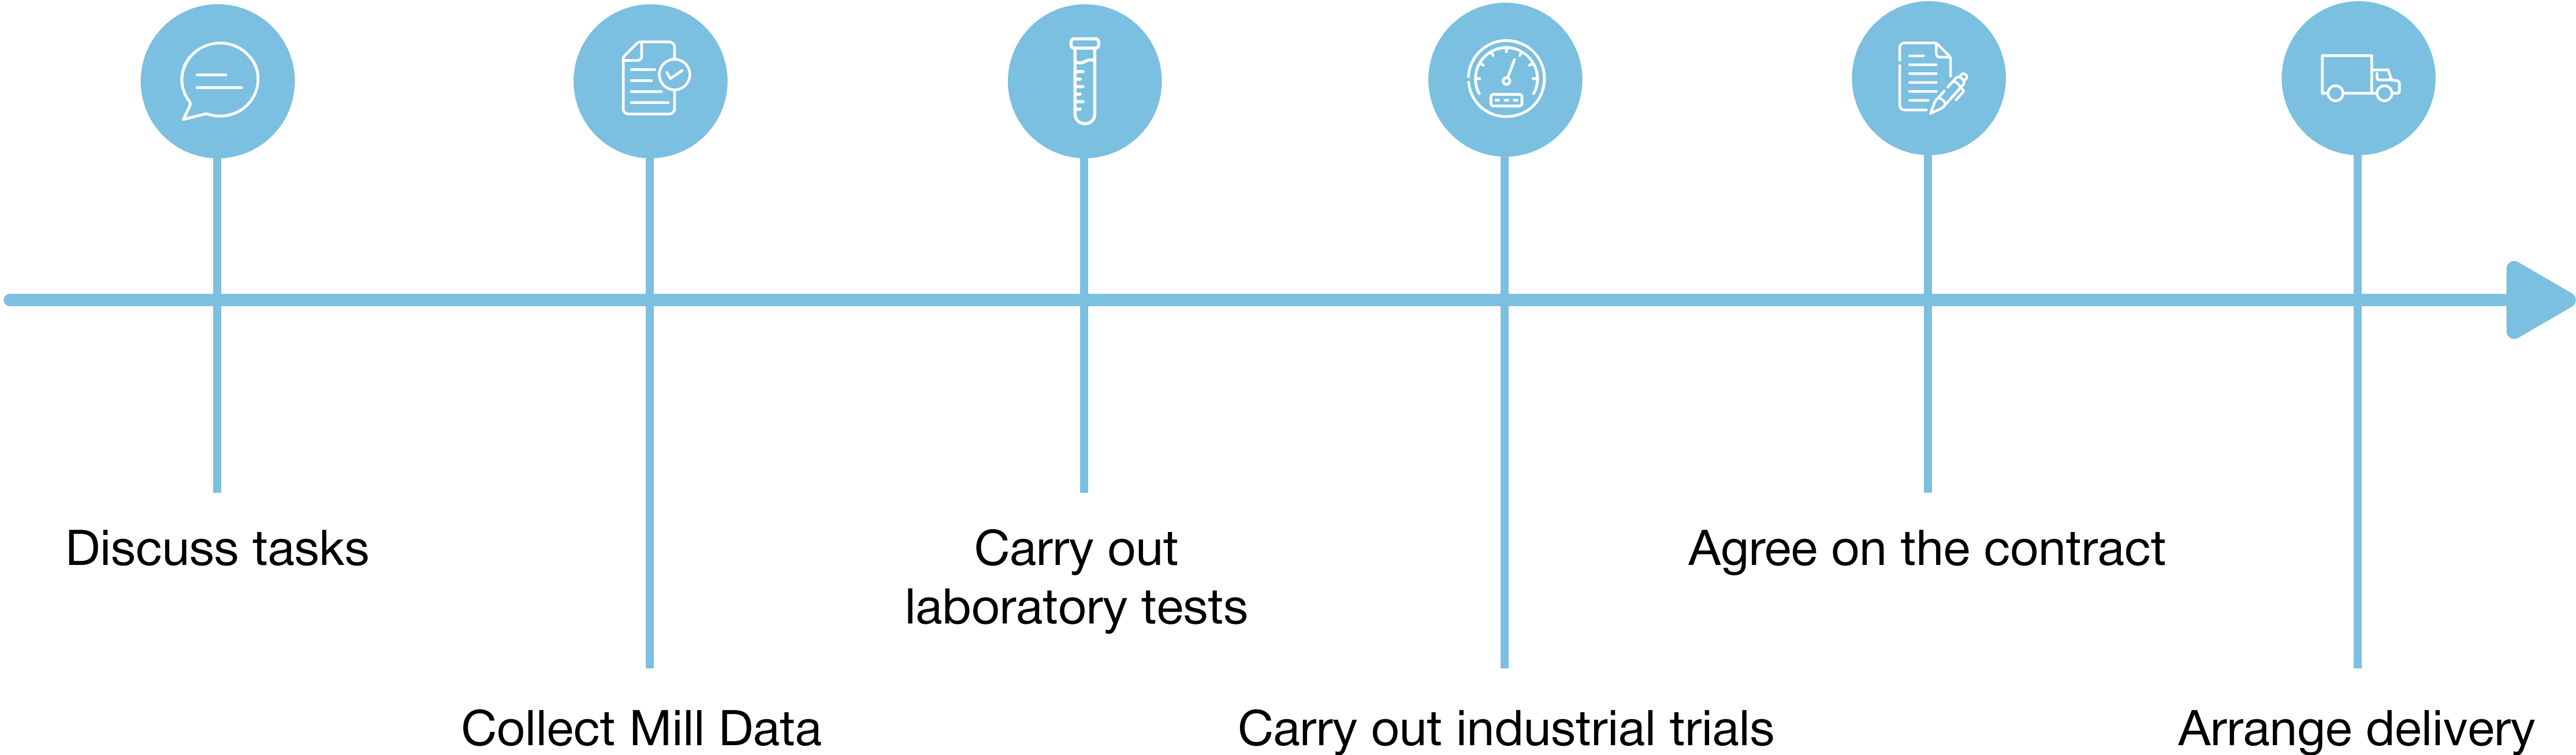 Discuss tasks
Collect Mill Data
Carry out
laboratory tests
Carry out industrial trials
Agree on the contract
Arrange delivery